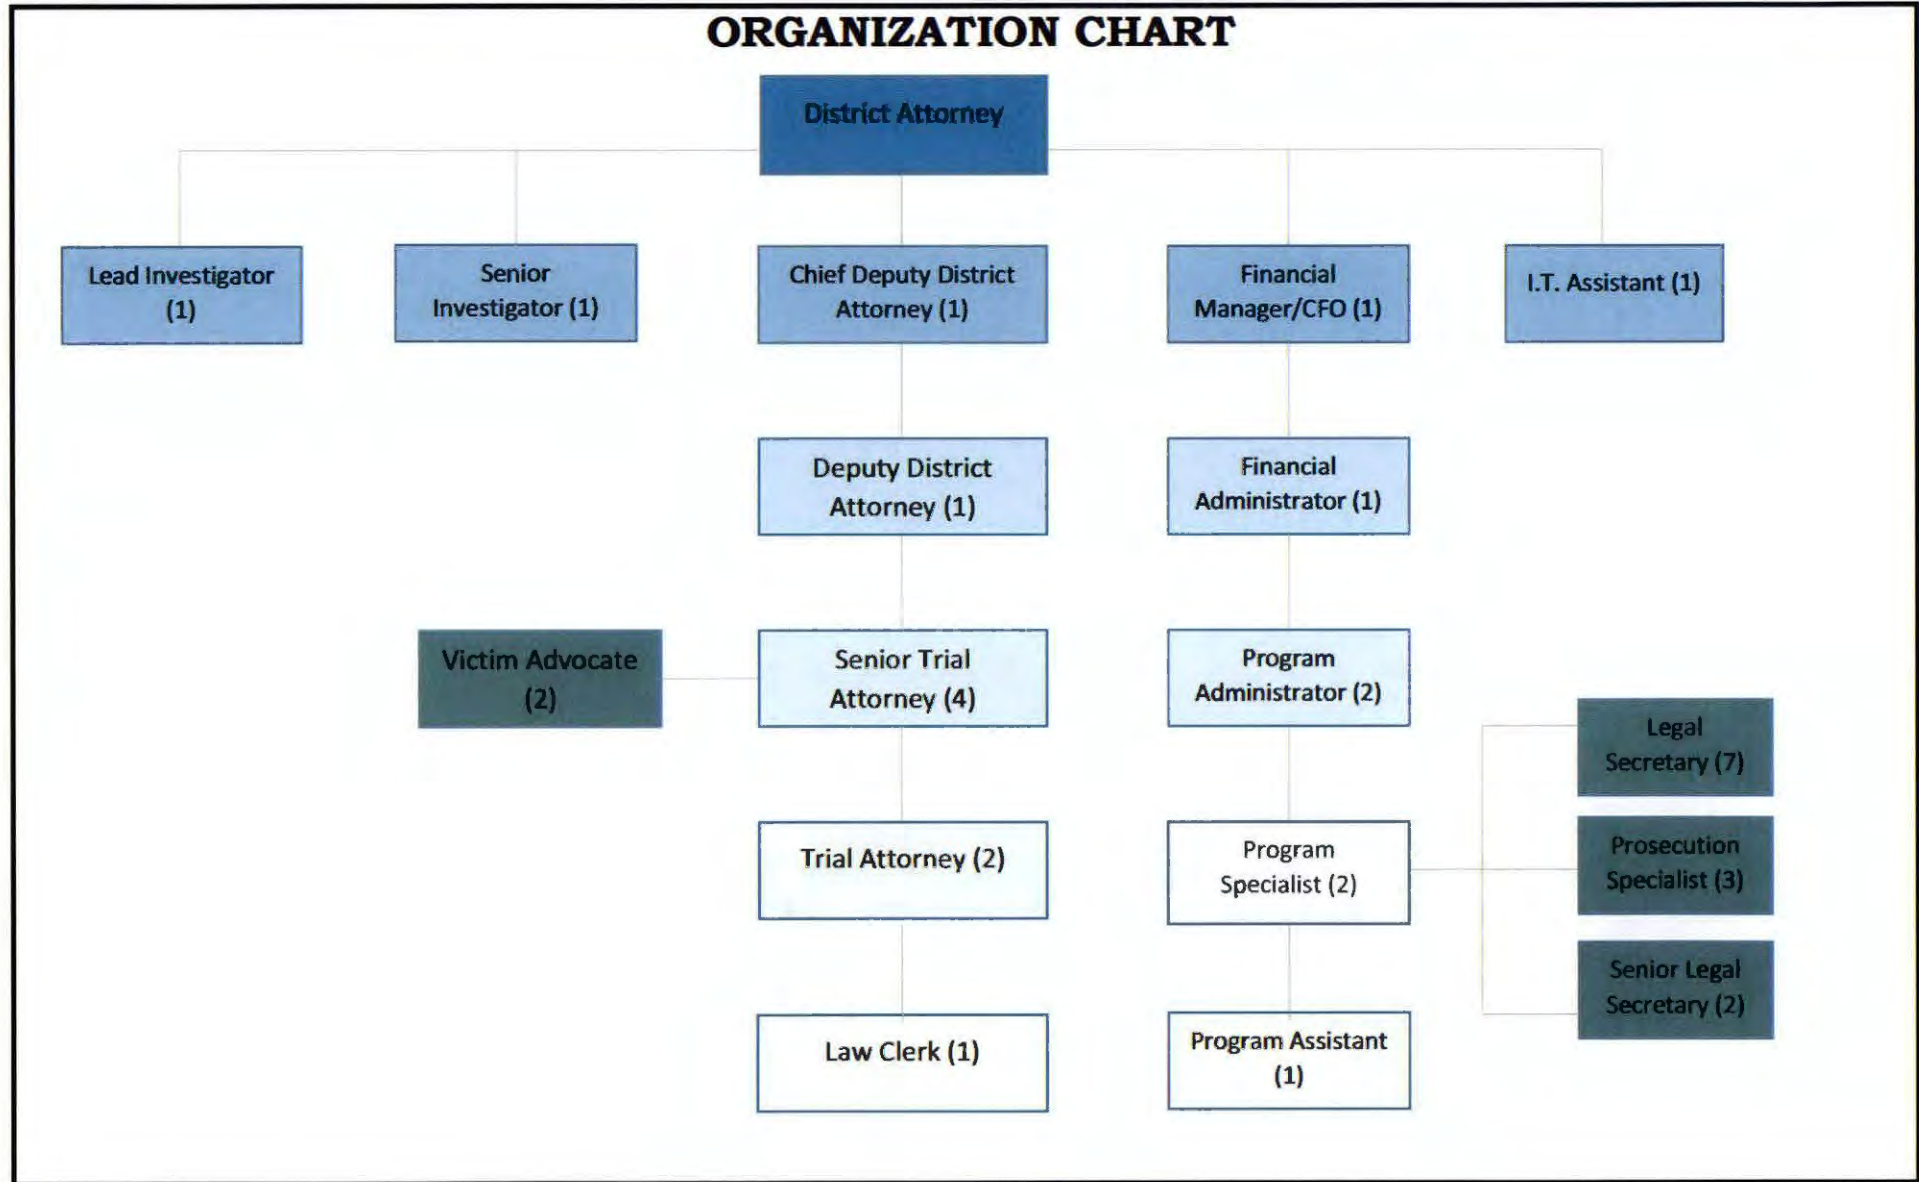 ORGANIZATION CHART
District Attorney
Lead Investigator
(1)
Senior
Investigator (1)
Chief Deputy District
Attorney (1)
Financial
Manager/CFO (1)
I.T. Assistant (1)
Deputy District
Attorney (1)
Financial
Administrator (1)
Victim Advocate
(2)
Senior Trial
Attorney (4)
Program
Administrator (2)
Legal
Secretary (7)
Trial Attorney (2)
Program
Specialist (2)
Prosecution
Specialist (3)
Senior Legal
Secretary (2)
Law Clerk (1)
Program Assistant
(1)